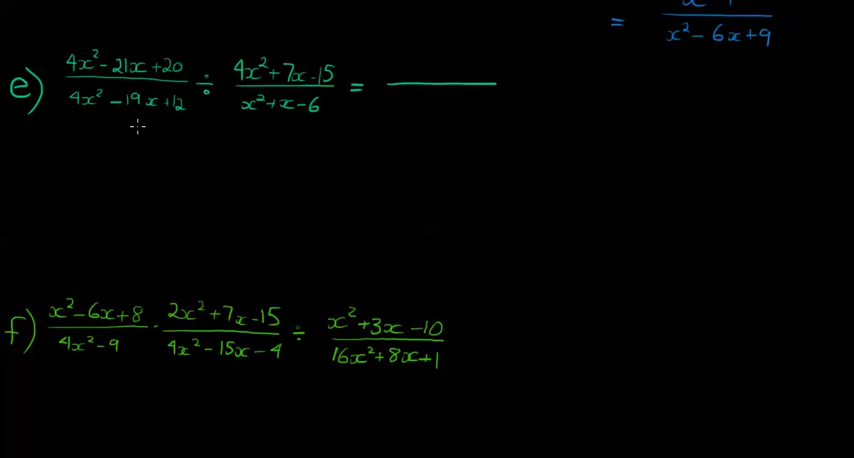 = / x² - 6x + 9
e) 4x² - 21x + 20 / 4x² - 19x + 12 ÷ 4x² + 7x - 15 / x² + x - 6 =
f) x² - 6x + 8 / 4x² - 9 · 2x² + 7x - 15 / 4x² - 15x - 4 ÷ x² + 3x - 10 / 16x² + 8x + 1